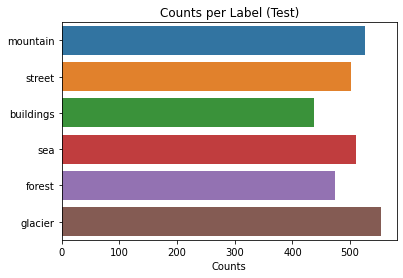 Counts per Label (Test)
mountain
street
buildings
sea
forest
glacier
0 100 200 300 400 500
Counts